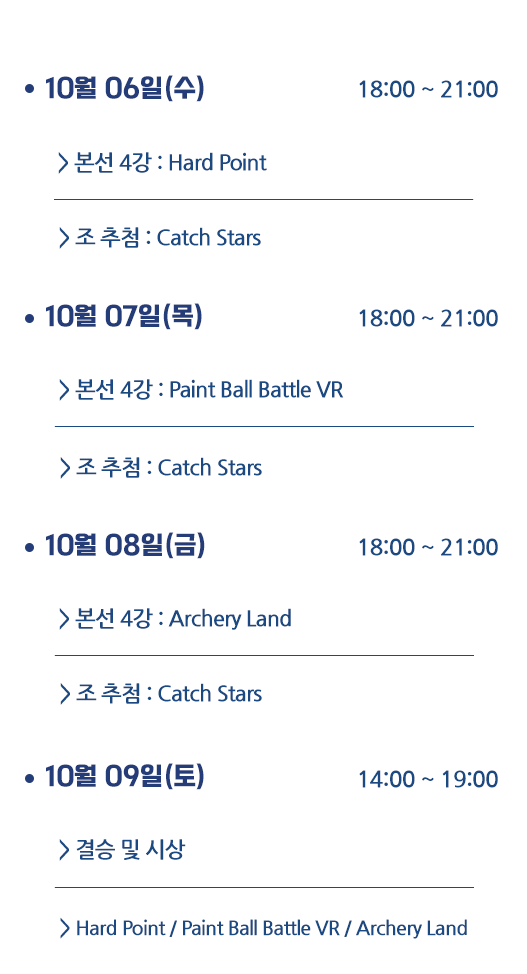 • 10월 06일(수) 18:00 ~ 21:00
> 본선 4강 : Hard Point
> 조 추첨 : Catch Stars
• 10월 07일(목) 18:00 ~ 21:00
> 본선 4강 : Paint Ball Battle VR
> 조 추첨 : Catch Stars
• 10월 08일(금) 18:00 ~ 21:00
> 본선 4강 : Archery Land
> 조 추첨 : Catch Stars
• 10월 09일(토) 14:00 ~ 19:00
> 결승 및 시상
> Hard Point / Paint Ball Battle VR / Archery Land